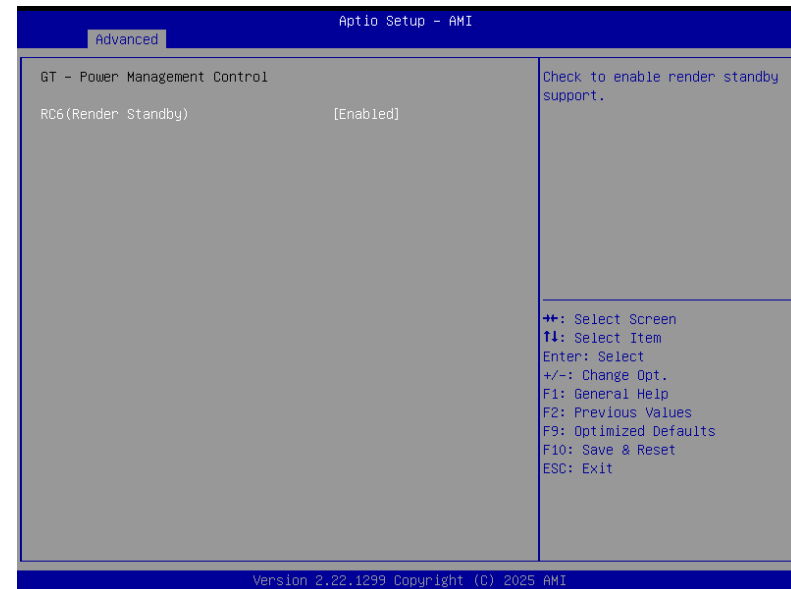 Aptio Setup – AMI
Advanced
GT – Power Management Control
RC6(Render Standby) [Enabled]
Check to enable render standby
support.
→←: Select Screen
↑↓: Select Item
Enter: Select
+/-: Change Opt.
F1: General Help
F2: Previous Values
F9: Optimized Defaults
F10: Save & Reset
ESC: Exit
Version 2.22.1299 Copyright (C) 2025 AMI